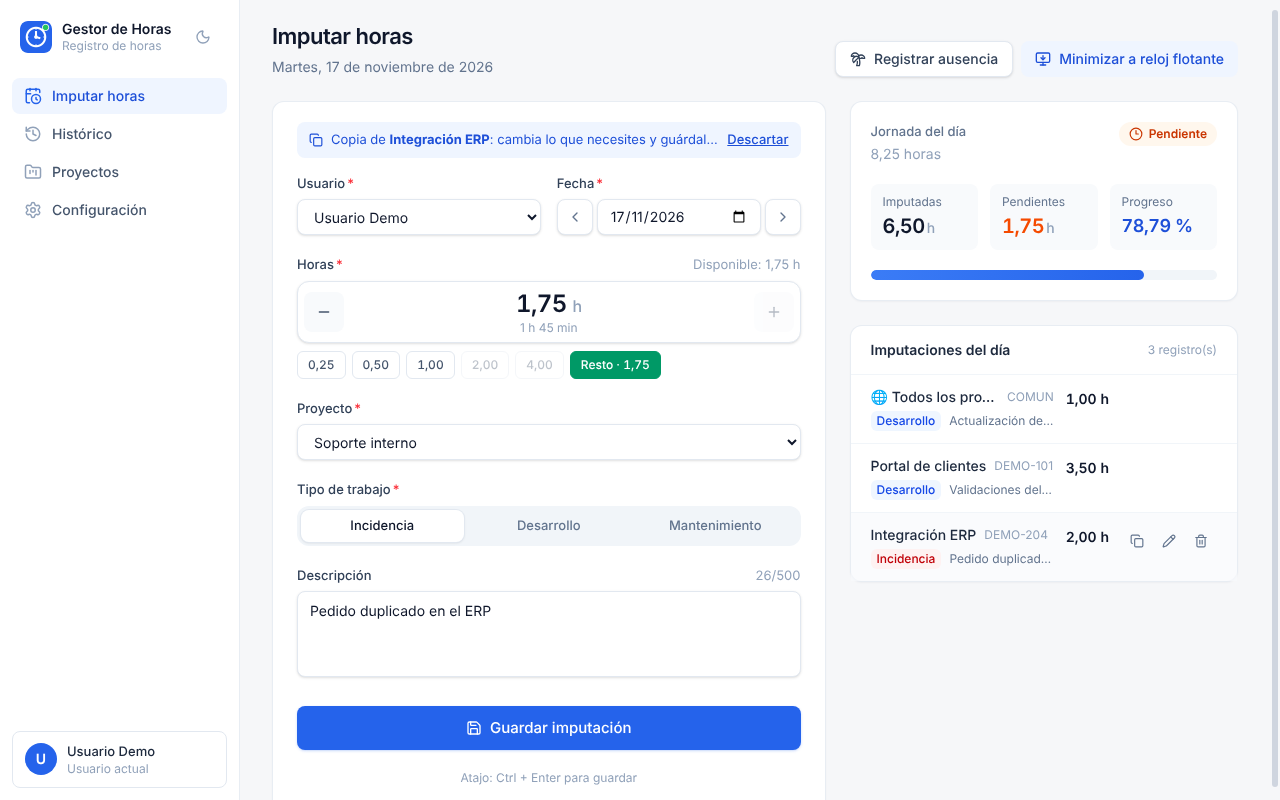 Gestor de Horas
Registro de horas
Imputar horas
Histórico
Proyectos
Configuración
U
Usuario Demo
Usuario actual
Imputar horas
Martes, 17 de noviembre de 2026
Registrar ausencia
Minimizar a reloj flotante
Copia de Integración ERP: cambia lo que necesites y guárdal... Descartar
Usuario * Fecha *
Usuario Demo 17/11/2026
Horas * Disponible: 1,75 h
1,75 h
1 h 45 min
0,25 0,50 1,00 2,00 4,00 Resto · 1,75
Proyecto *
Soporte interno
Tipo de trabajo *
Incidencia Desarrollo Mantenimiento
Descripción 26/500
Pedido duplicado en el ERP
Guardar imputación
Atajo: Ctrl + Enter para guardar
Jornada del día Pendiente
8,25 horas
Imputadas Pendientes Progreso
6,50 h 1,75 h 78,79 %
Imputaciones del día 3 registro(s)
Todos los pro... COMUN 1,00 h
Desarrollo Actualización de...
Portal de clientes DEMO-101 3,50 h
Desarrollo Validaciones del...
Integración ERP DEMO-204 2,00 h
Incidencia Pedido duplicad...